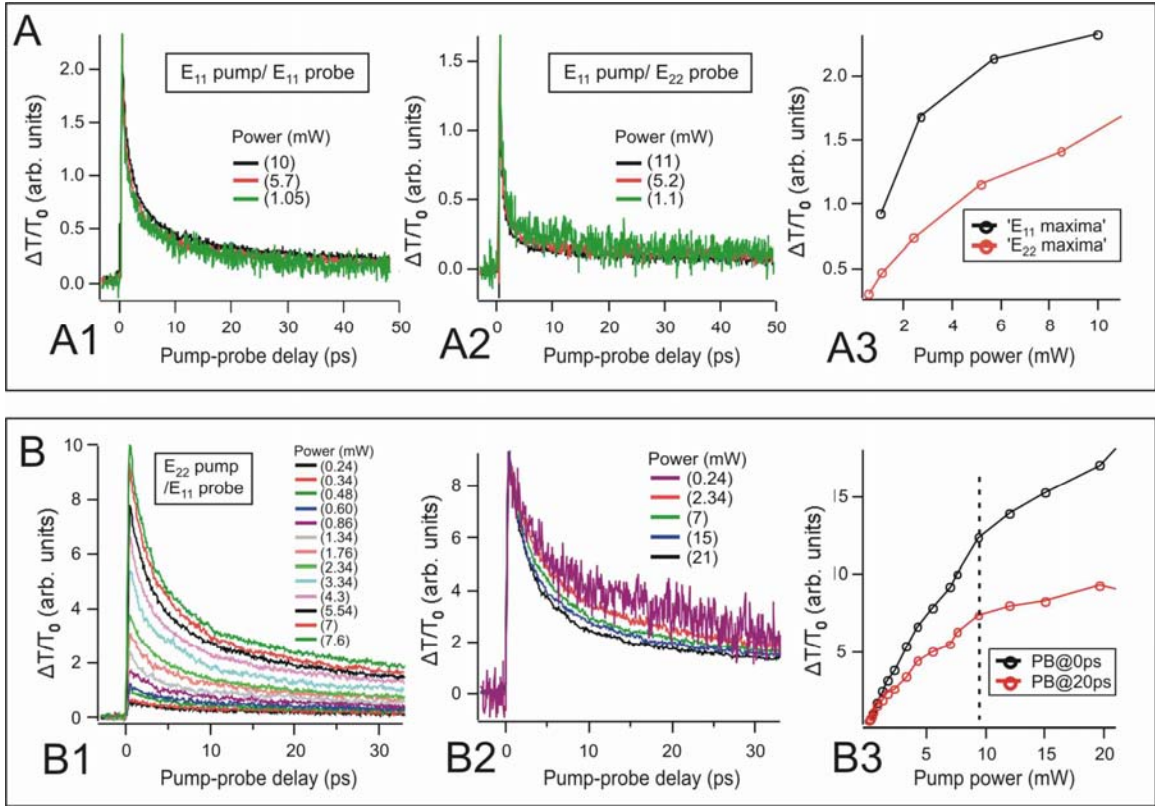 A
E11 pump/ E11 probe
Power (mW)
(10)
(5.7)
(1.05)
ΔT/T0 (arb. units)
2.0
1.5
1.0
0.5
0.0
0 10 20 30 40 50
Pump-probe delay (ps)
A1
E11 pump/ E22 probe
Power (mW)
(11)
(5.2)
(1.1)
ΔT/T0 (arb. units)
1.5
1.0
0.5
0.0
0 10 20 30 40 50
Pump-probe delay (ps)
A2
ΔT/T0 (arb. units)
2.0
1.5
1.0
0.5
'E11 maxima'
'E22 maxima'
2 4 6 8 10
Pump power (mW)
A3
B
E22 pump
/E11 probe
Power (mW)
(0.24)
(0.34)
(0.48)
(0.60)
(0.86)
(1.34)
(1.76)
(2.34)
(3.34)
(4.3)
(5.54)
(7)
(7.6)
ΔT/T0 (arb. units)
10
8
6
4
2
0
0 10 20 30
Pump-probe delay (ps)
B1
Power (mW)
(0.24)
(2.34)
(7)
(15)
(21)
ΔT/T0 (arb. units)
8
6
4
2
0
0 10 20 30
Pump-probe delay (ps)
B2
ΔT/T0 (arb. units)
15
10
5
PB@0ps
PB@20ps
5 10 15 20
Pump power (mW)
B3